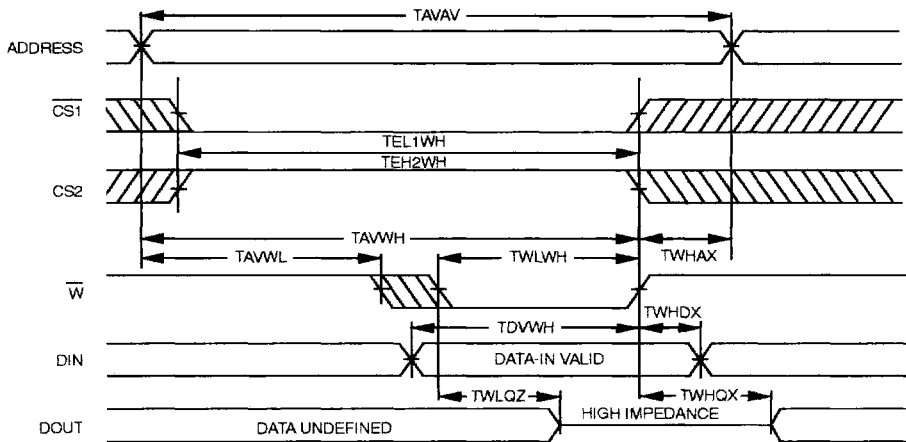 TAVAV
ADDRESS
CS1
TEL1WH
TEH2WH
CS2
TAVWH
TAVWL
TWLWH
TWHAX
W
TWHDX
TDVWH
DIN
DATA-IN VALID
TWLQZ
TWHQX
HIGH IMPEDANCE
DOUT
DATA UNDEFINED